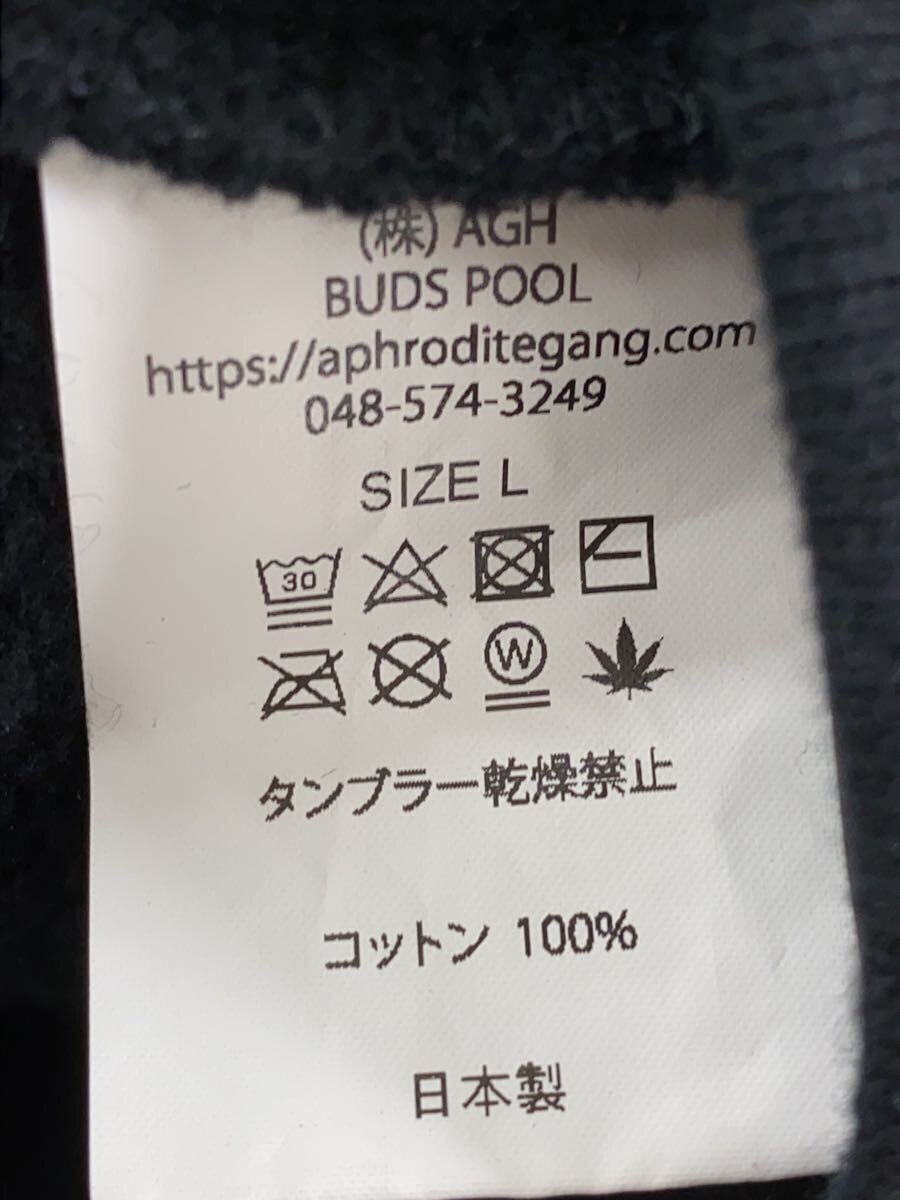 (株) AGH
BUDS POOL
https://aphroditegang.com
048-574-3249
SIZE L
30
W
タンブラー乾燥禁止
コットン 100%
日本製